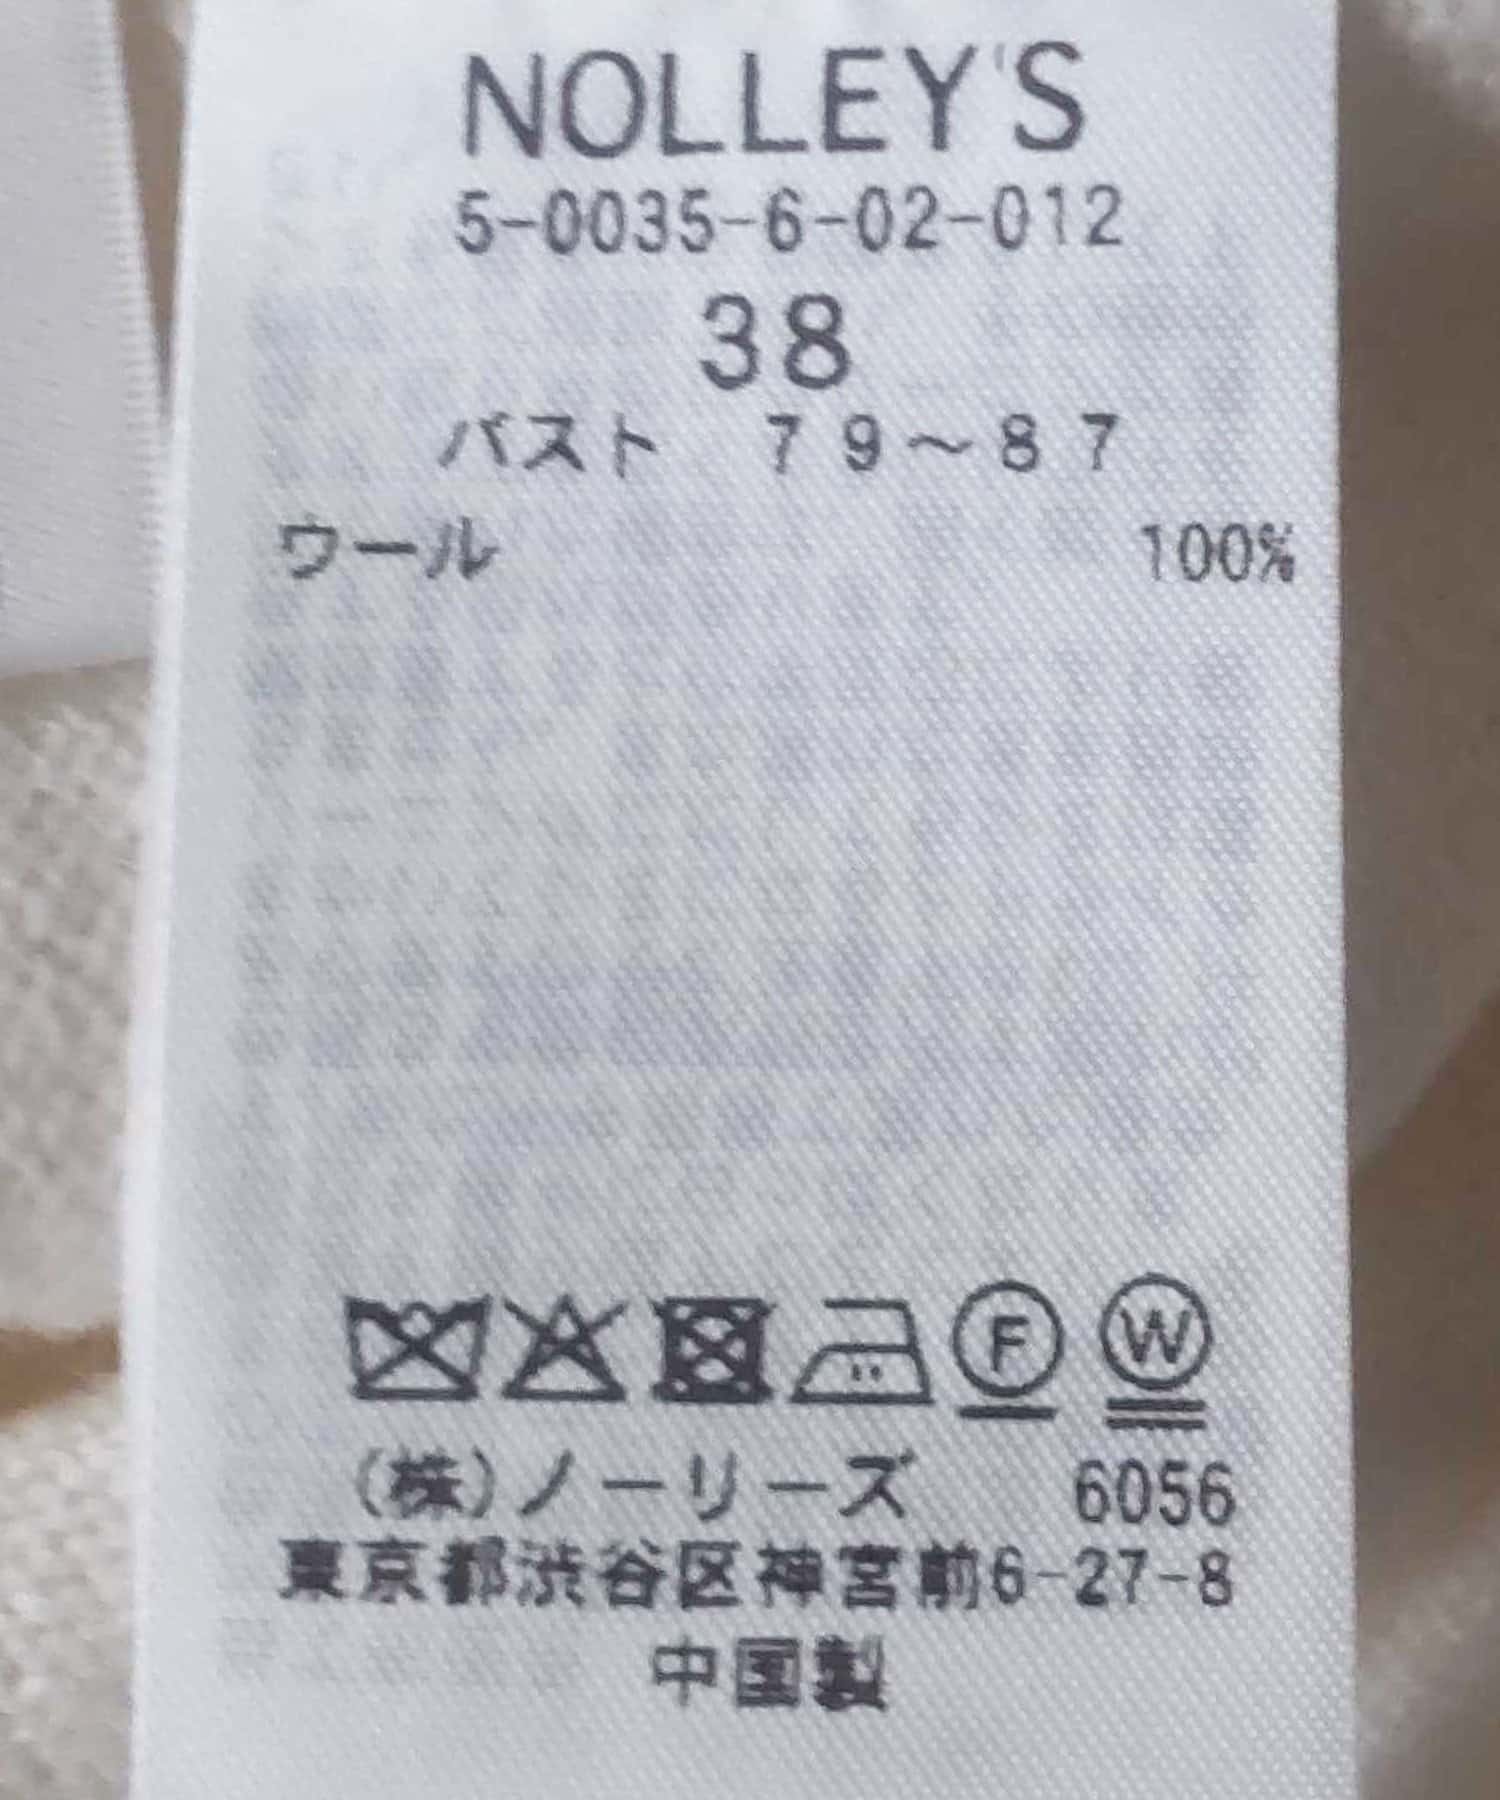 NOLLEY'S
5-0035-6-02-012
38
バスト 79～87
ウール 100%
F W
(株)ノーリーズ 6056
東京都渋谷区神宮前6-27-8
中国製